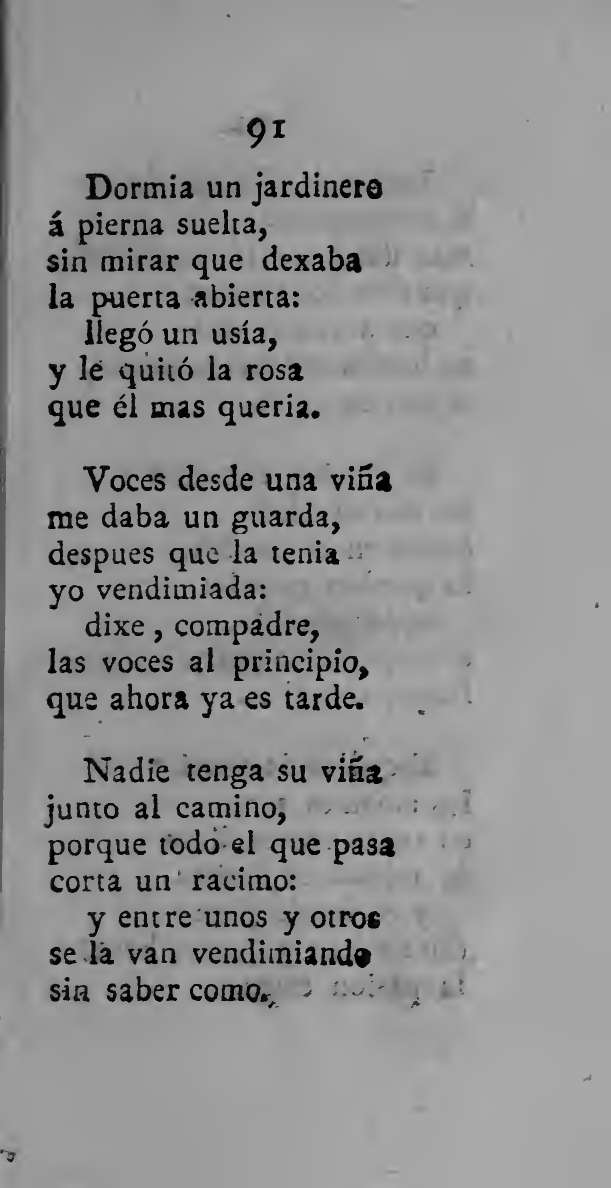 91
Dormia un jardinero
á pierna suelta,
sin mirar que dexaba
la puerta abierta:
llegó un usía,
y le quitó la rosa
que él mas queria.
Voces desde una viña
me daba un guarda,
despues que la tenia
yo vendimiada:
dixe, compadre,
las voces al principio,
que ahora ya es tarde.
Nadie tenga su viña
junto al camino,
porque todo el que pasa
corta un racimo:
y entre unos y otros
se la van vendimiando
sin saber como.